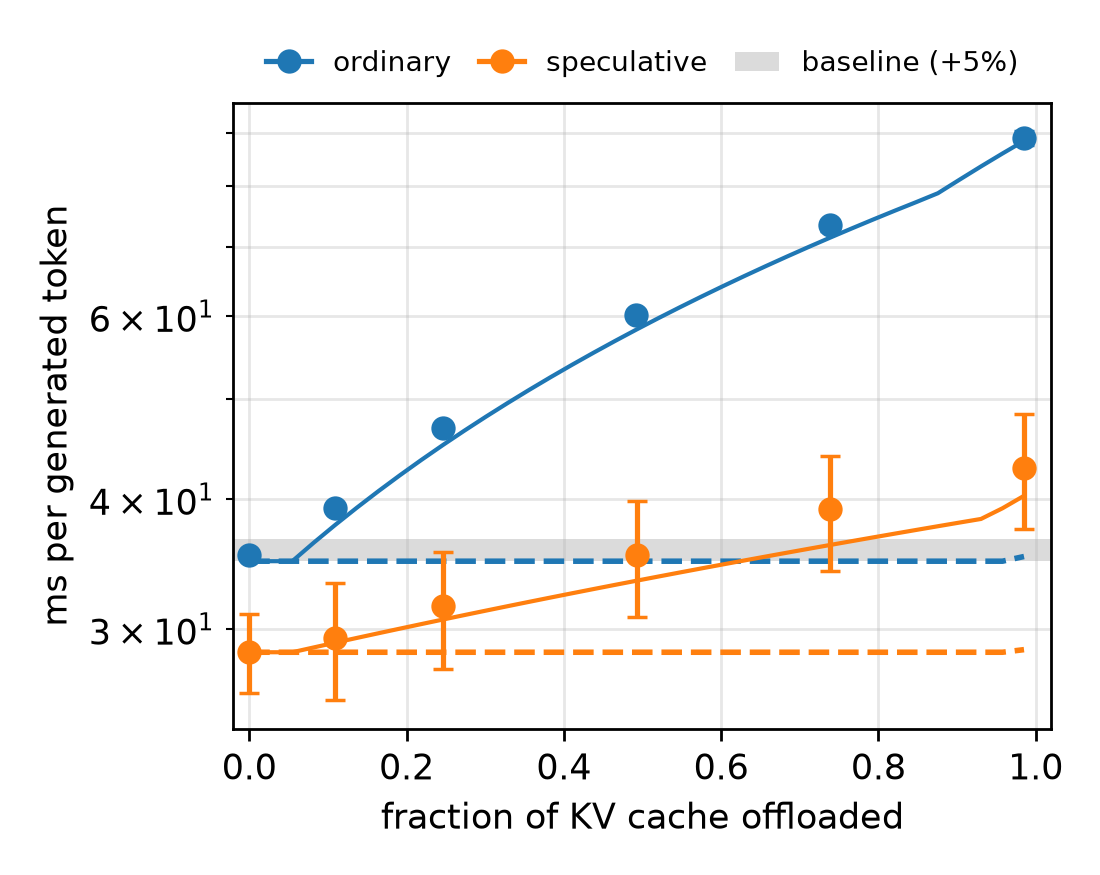 ordinary speculative baseline (+5%)
ms per generated token
6 × 10¹
4 × 10¹
3 × 10¹
0.0 0.2 0.4 0.6 0.8 1.0
fraction of KV cache offloaded